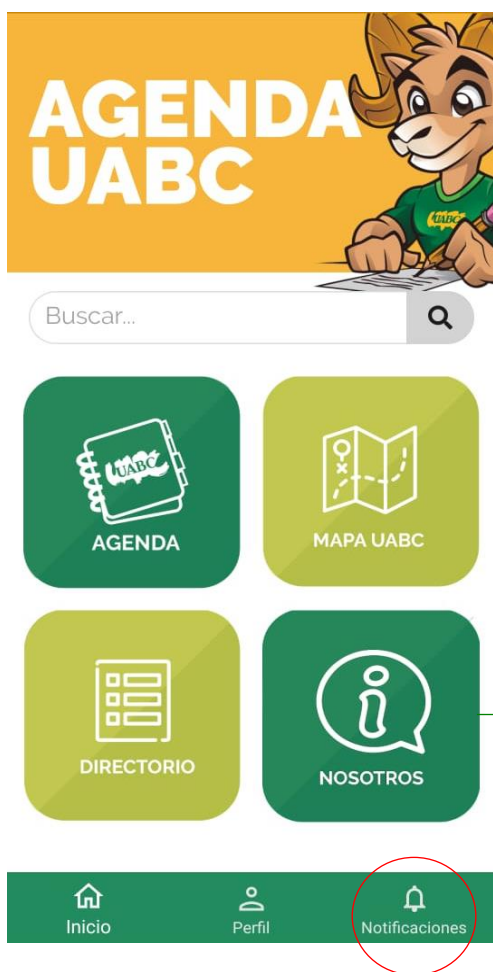 AGENDA
UABC
UABC
Buscar...
UABC
AGENDA
MAPA UABC
DIRECTORIO
NOSOTROS
Inicio
Perfil
Notificaciones